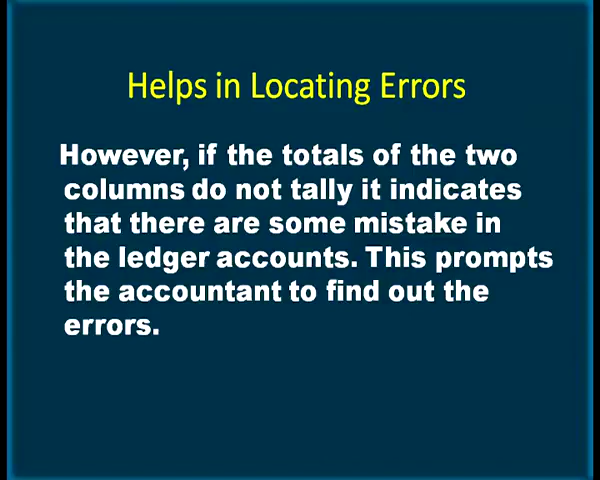 Helps in Locating Errors
However, if the totals of the two
columns do not tally it indicates
that there are some mistake in
the ledger accounts. This prompts
the accountant to find out the
errors.